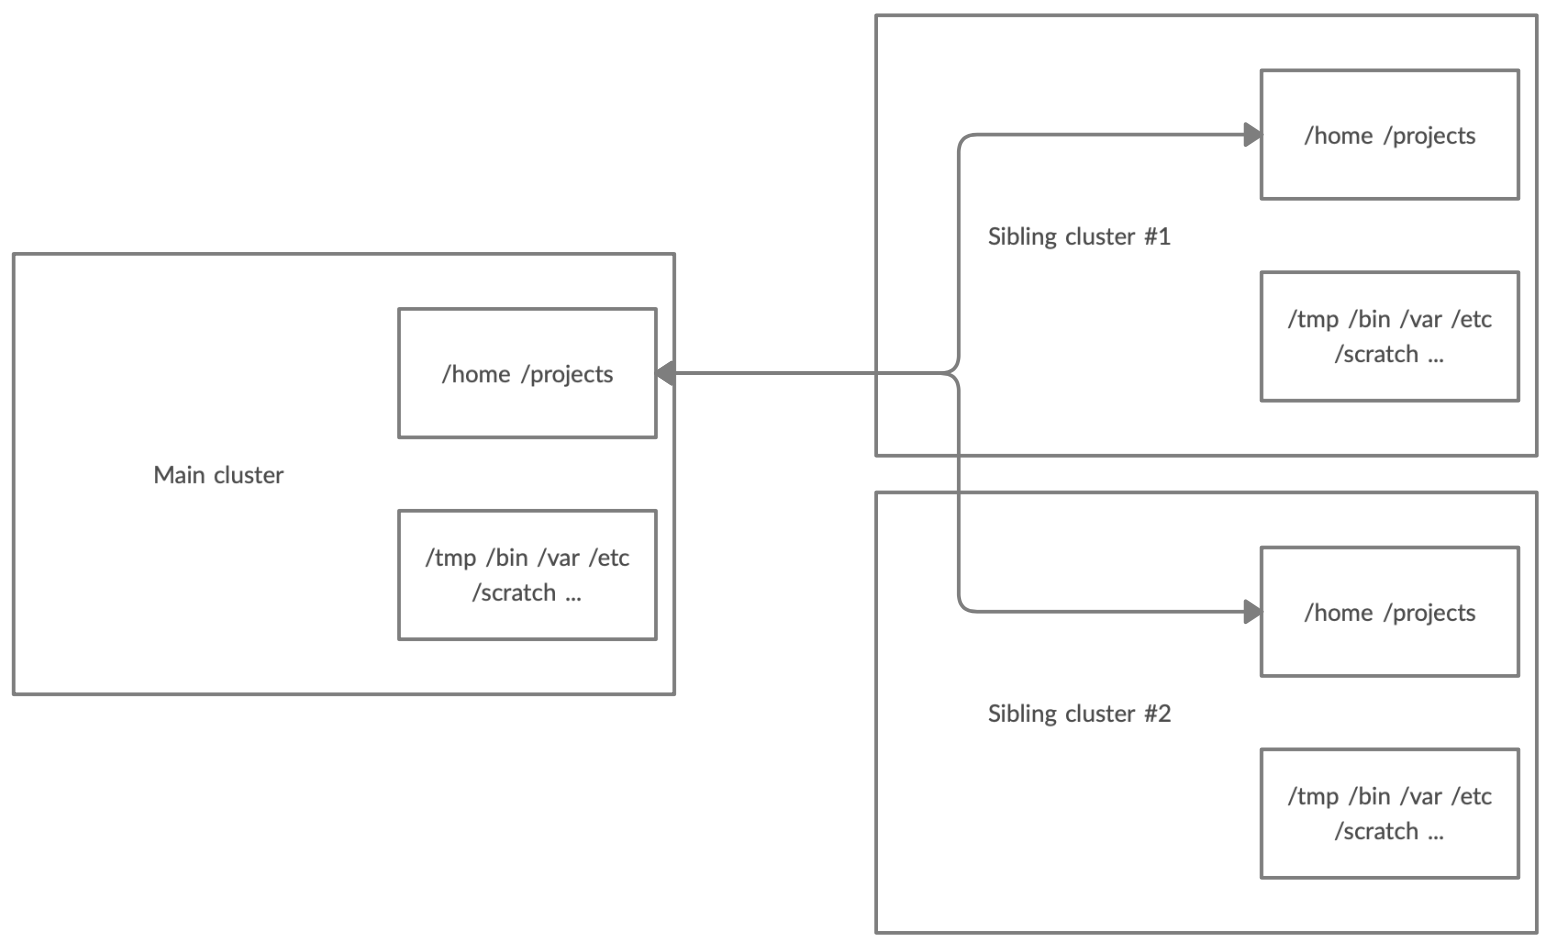 Main cluster
/home /projects
/tmp /bin /var /etc
/scratch ...
Sibling cluster #1
/home /projects
/tmp /bin /var /etc
/scratch ...
Sibling cluster #2
/home /projects
/tmp /bin /var /etc
/scratch ...